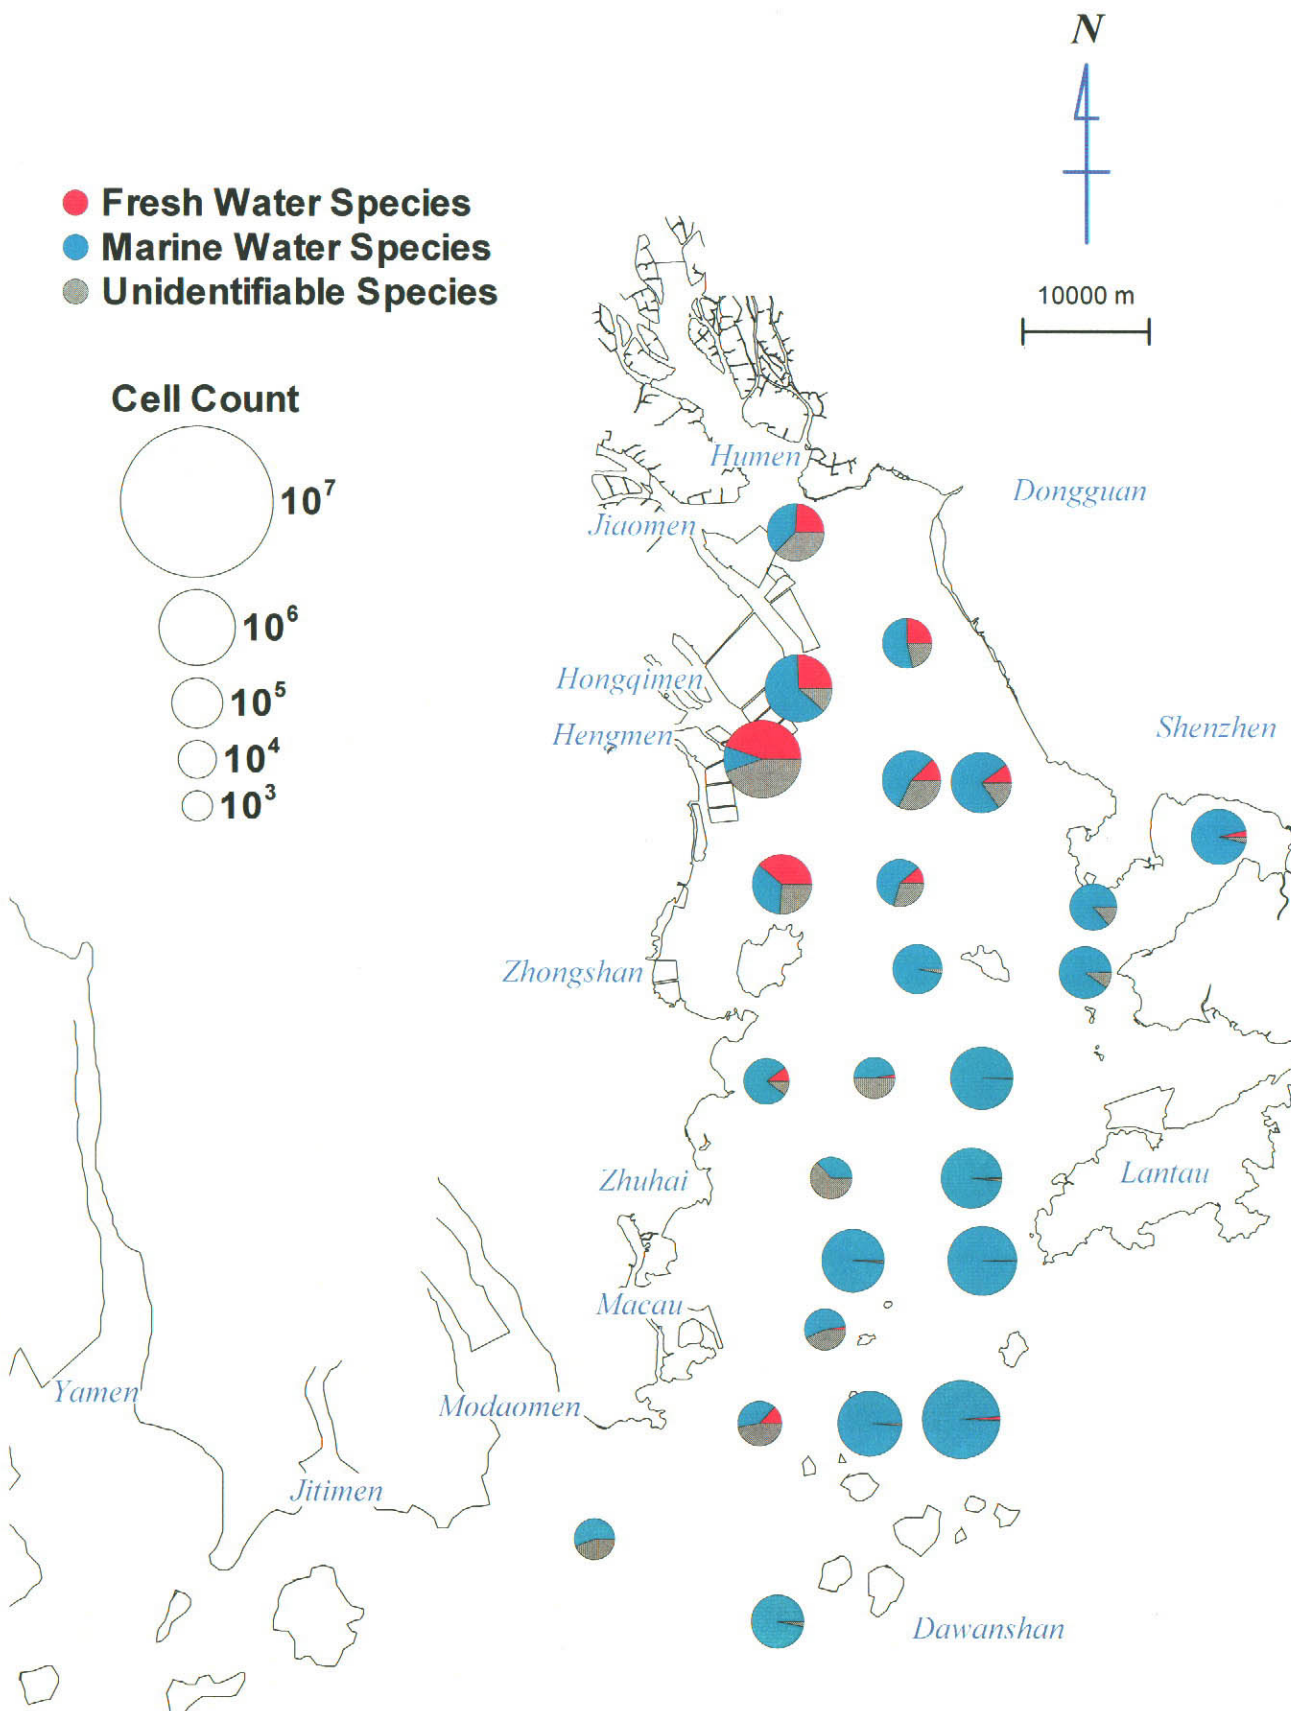 N
Fresh Water Species
Marine Water Species
Unidentifiable Species
10000 m
Cell Count
10⁷
10⁶
10⁵
10⁴
10³
Humen
Dongguan
Jiaomen
Hongqimen
Hengmen
Shenzhen
Zhongshan
Zhuhai
Lantau
Macau
Yamen
Modaomen
Jitimen
Dawanshan